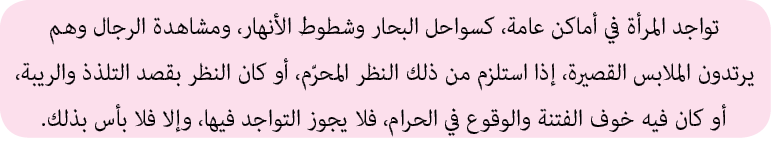 تواجد المرأة في أماكن عامة، كسواحل البحار وشطوط الأنهار، ومشاهدة الرجال وهم
يرتدون الملابس القصيرة، إذا استلزم من ذلك النظر المحرّم، أو كان النظر بقصد التلذذ والريبة،
أو كان فيه خوف الفتنة والوقوع في الحرام، فلا يجوز التواجد فيها، وإلا فلا بأس بذلك.